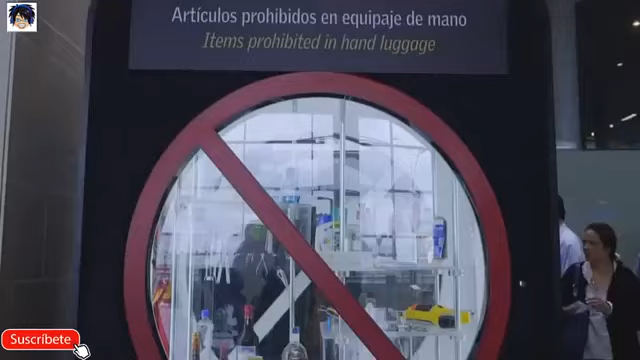 Artículos prohibidos en equipaje de mano
Items prohibited in hand luggage
Suscríbete